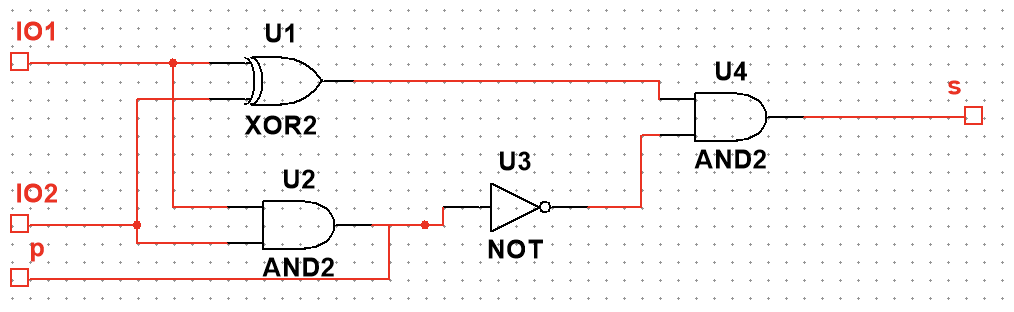 IO1
U1
XOR2
U4
AND2
s
IO2
U2
AND2
U3
NOT
p